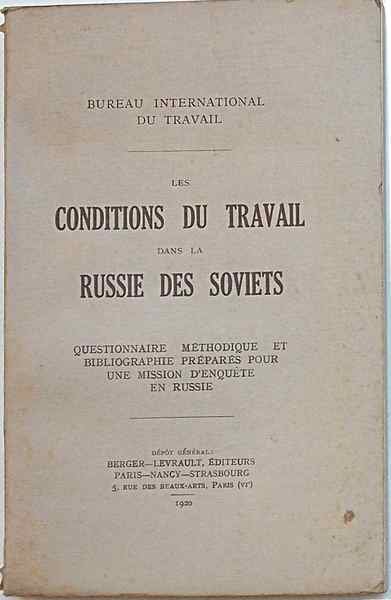 BUREAU INTERNATIONAL
DU TRAVAIL
LES
CONDITIONS DU TRAVAIL
DANS LA
RUSSIE DES SOVIETS
QUESTIONNAIRE MÉTHODIQUE ET
BIBLIOGRAPHIE PRÉPARÉS POUR
UNE MISSION D'ENQUÊTE
EN RUSSIE
DÉPÔT GÉNÉRAL:
BERGER—LEVRAULT, ÉDITEURS
PARIS—NANCY—STRASBOURG
5, RUE DES BEAUX-ARTS, PARIS (VIe)
1920